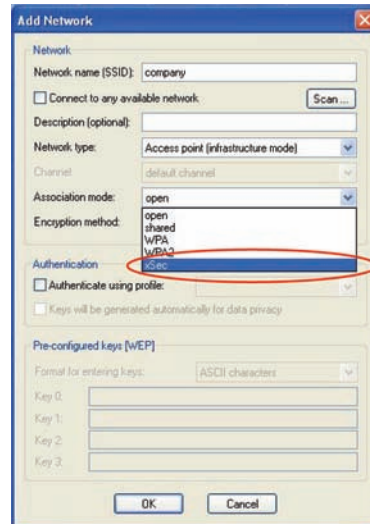 Add Network
Network
Network name (SSID): company
Connect to any available network Scan ...
Description (optional):
Network type: Access point (infrastructure mode)
Channel default channel
Association mode: open
open
shared
WPA
WPA2
xSec
Encryption method:
Authentication
Authenticate using profile:
Keys will be generated automatically for data privacy
Pre-configured keys [WEP]
Format for entering keys: ASCII characters
Key 0:
Key 1:
Key 2:
Key 3:
OK Cancel